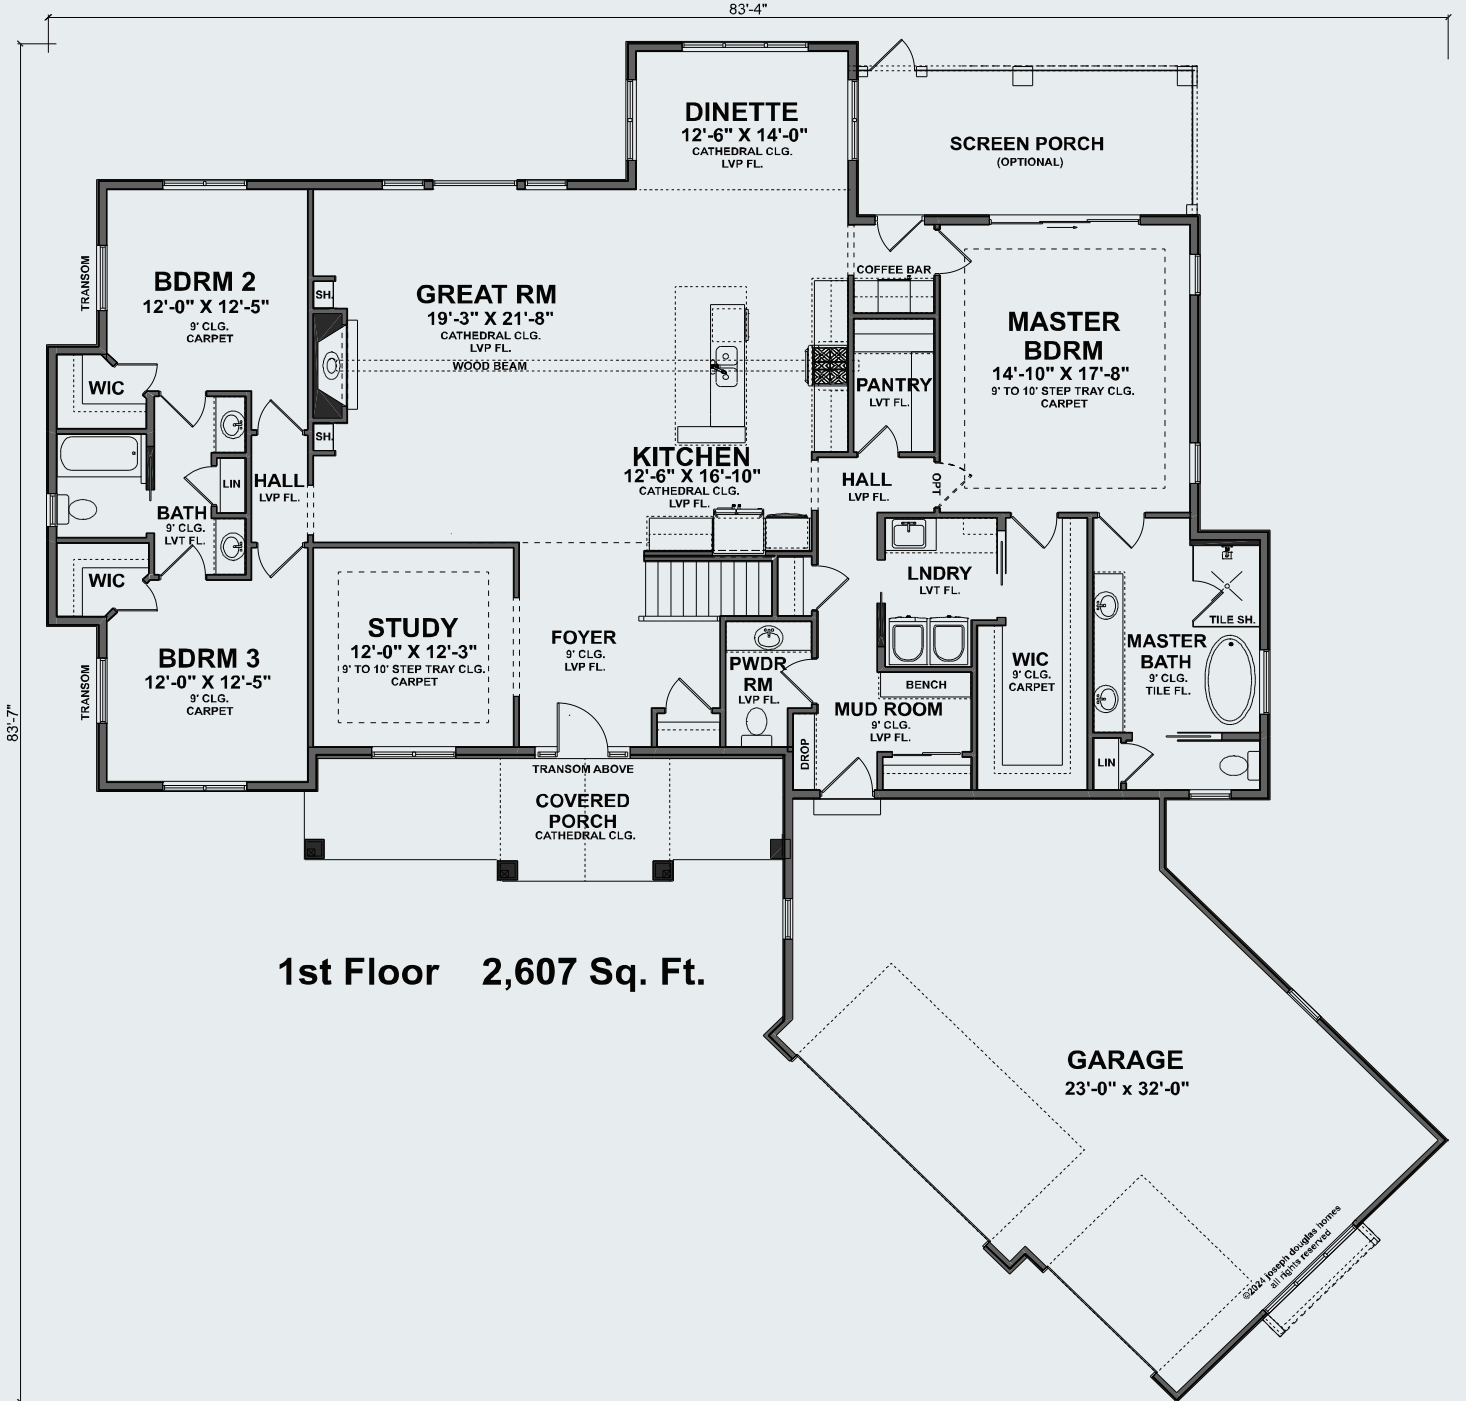 83'-4"
83'-7"
DINETTE
12'-6" X 14'-0"
CATHEDRAL CLG.
LVP FL.
SCREEN PORCH
(OPTIONAL)
TRANSOM
BDRM 2
12'-0" X 12'-5"
9' CLG.
CARPET
SH.
GREAT RM
19'-3" X 21'-8"
CATHEDRAL CLG.
LVP FL.
WOOD BEAM
COFFEE BAR
MASTER
BDRM
14'-10" X 17'-8"
9' TO 10' STEP TRAY CLG.
CARPET
PANTRY
LVT FL.
WIC
SH.
KITCHEN
12'-6" X 16'-10"
CATHEDRAL CLG.
LVP FL.
HALL
LVP FL.
OPT
HALL
LVP FL.
LIN
BATH
9' CLG.
LVT FL.
WIC
LNDRY
LVT FL.
TILE SH.
STUDY
12'-0" X 12'-3"
9' TO 10' STEP TRAY CLG.
CARPET
FOYER
9' CLG.
LVP FL.
PWDR
RM
LVP FL.
BENCH
MUD ROOM
9' CLG.
LVP FL.
DROP
WIC
9' CLG.
CARPET
MASTER
BATH
9' CLG.
TILE FL.
LIN
TRANSOM
BDRM 3
12'-0" X 12'-5"
9' CLG.
CARPET
TRANSOM ABOVE
COVERED
PORCH
CATHEDRAL CLG.
1st Floor 2,607 Sq. Ft.
GARAGE
23'-0" x 32'-0"
©2024 joseph douglas homes
all rights reserved